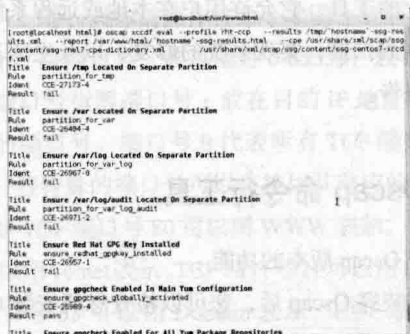 root@localhost:/var/www/html
[root@localhost html]# oscap xccdf eval --profile rht-ccp --results /tmp/`hostname`-ssg-res
ults.xml --report /var/www/html/`hostname`-ssg-results.html --cpe /usr/share/xml/scap/ssg
/content/ssg-rhel7-cpe-dictionary.xml /usr/share/xml/scap/ssg/content/ssg-centos7-xccd
f.xml
Title Ensure /tmp Located On Separate Partition
Rule partition_for_tmp
Ident CCE-27173-4
Result fail
Title Ensure /var Located On Separate Partition
Rule partition_for_var
Ident CCE-26404-4
Result fail
Title Ensure /var/log Located On Separate Partition
Rule partition_for_var_log
Ident CCE-26967-0
Result fail
Title Ensure /var/log/audit Located On Separate Partition
Rule partition_for_var_log_audit
Ident CCE-26971-2
Result fail
Title Ensure Red Hat GPG Key Installed
Rule ensure_redhat_gpgkey_installed
Ident CCE-26957-1
Result fail
Title Ensure gpgcheck Enabled In Main Yum Configuration
Rule ensure_gpgcheck_globally_activated
Ident CCE-26989-4
Result pass
Title Ensure gpgcheck Enabled For All Yum Package Repositories